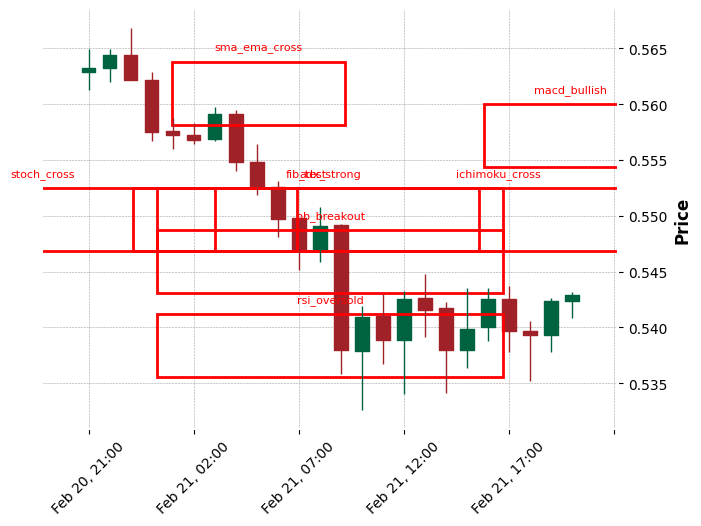 sma_ema_cross
macd_bullish
stoch_cross
adx_strong
ichimoku_cross
bb_breakout
rsi_oversold
0.565
0.560
0.555
0.550
0.545
0.540
0.535
Price
Feb 20, 21:00
Feb 21, 02:00
Feb 21, 07:00
Feb 21, 12:00
Feb 21, 17:00